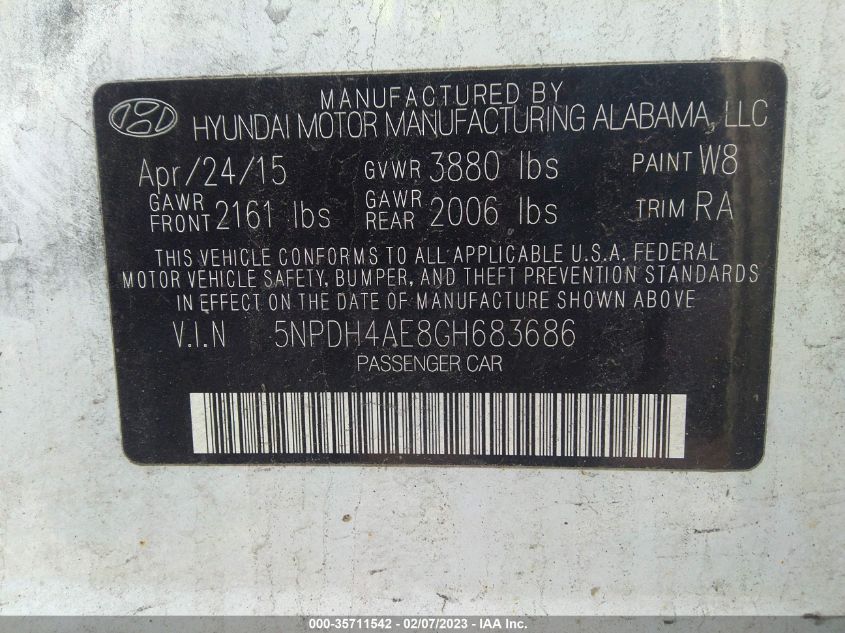 MANUFACTURED BY
HYUNDAI MOTOR MANUFACTURING ALABAMA, LLC
Apr/24/15 GVWR 3880 lbs PAINT W8
GAWR FRONT 2161 lbs GAWR REAR 2006 lbs TRIM RA
THIS VEHICLE CONFORMS TO ALL APPLICABLE U.S.A. FEDERAL
MOTOR VEHICLE SAFETY, BUMPER, AND THEFT PREVENTION STANDARDS
IN EFFECT ON THE DATE OF MANUFACTURE SHOWN ABOVE
V.I.N 5NPDH4AE8GH683686
PASSENGER CAR
000-35711542 - 02/07/2023 - IAA Inc.